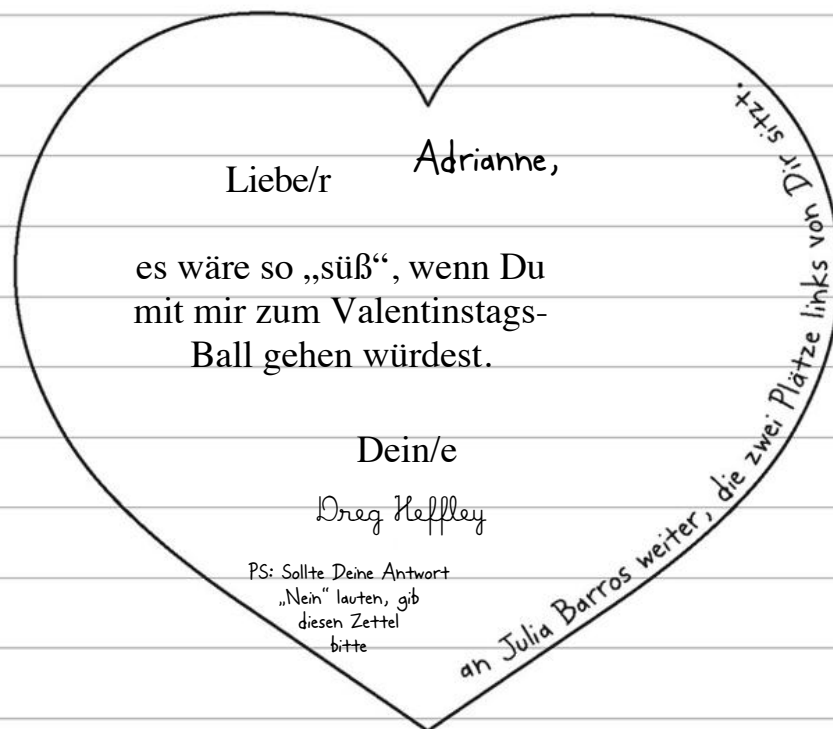 Liebe/r Adrianne,
es wäre so „süß“, wenn Du
mit mir zum Valentinstags-
Ball gehen würdest.
Dein/e
Dreg Heffley
PS: Sollte Deine Antwort
„Nein“ lauten, gib
diesen Zettel
bitte
an Julia Barros weiter, die zwei Plätze links von Dir sitzt.